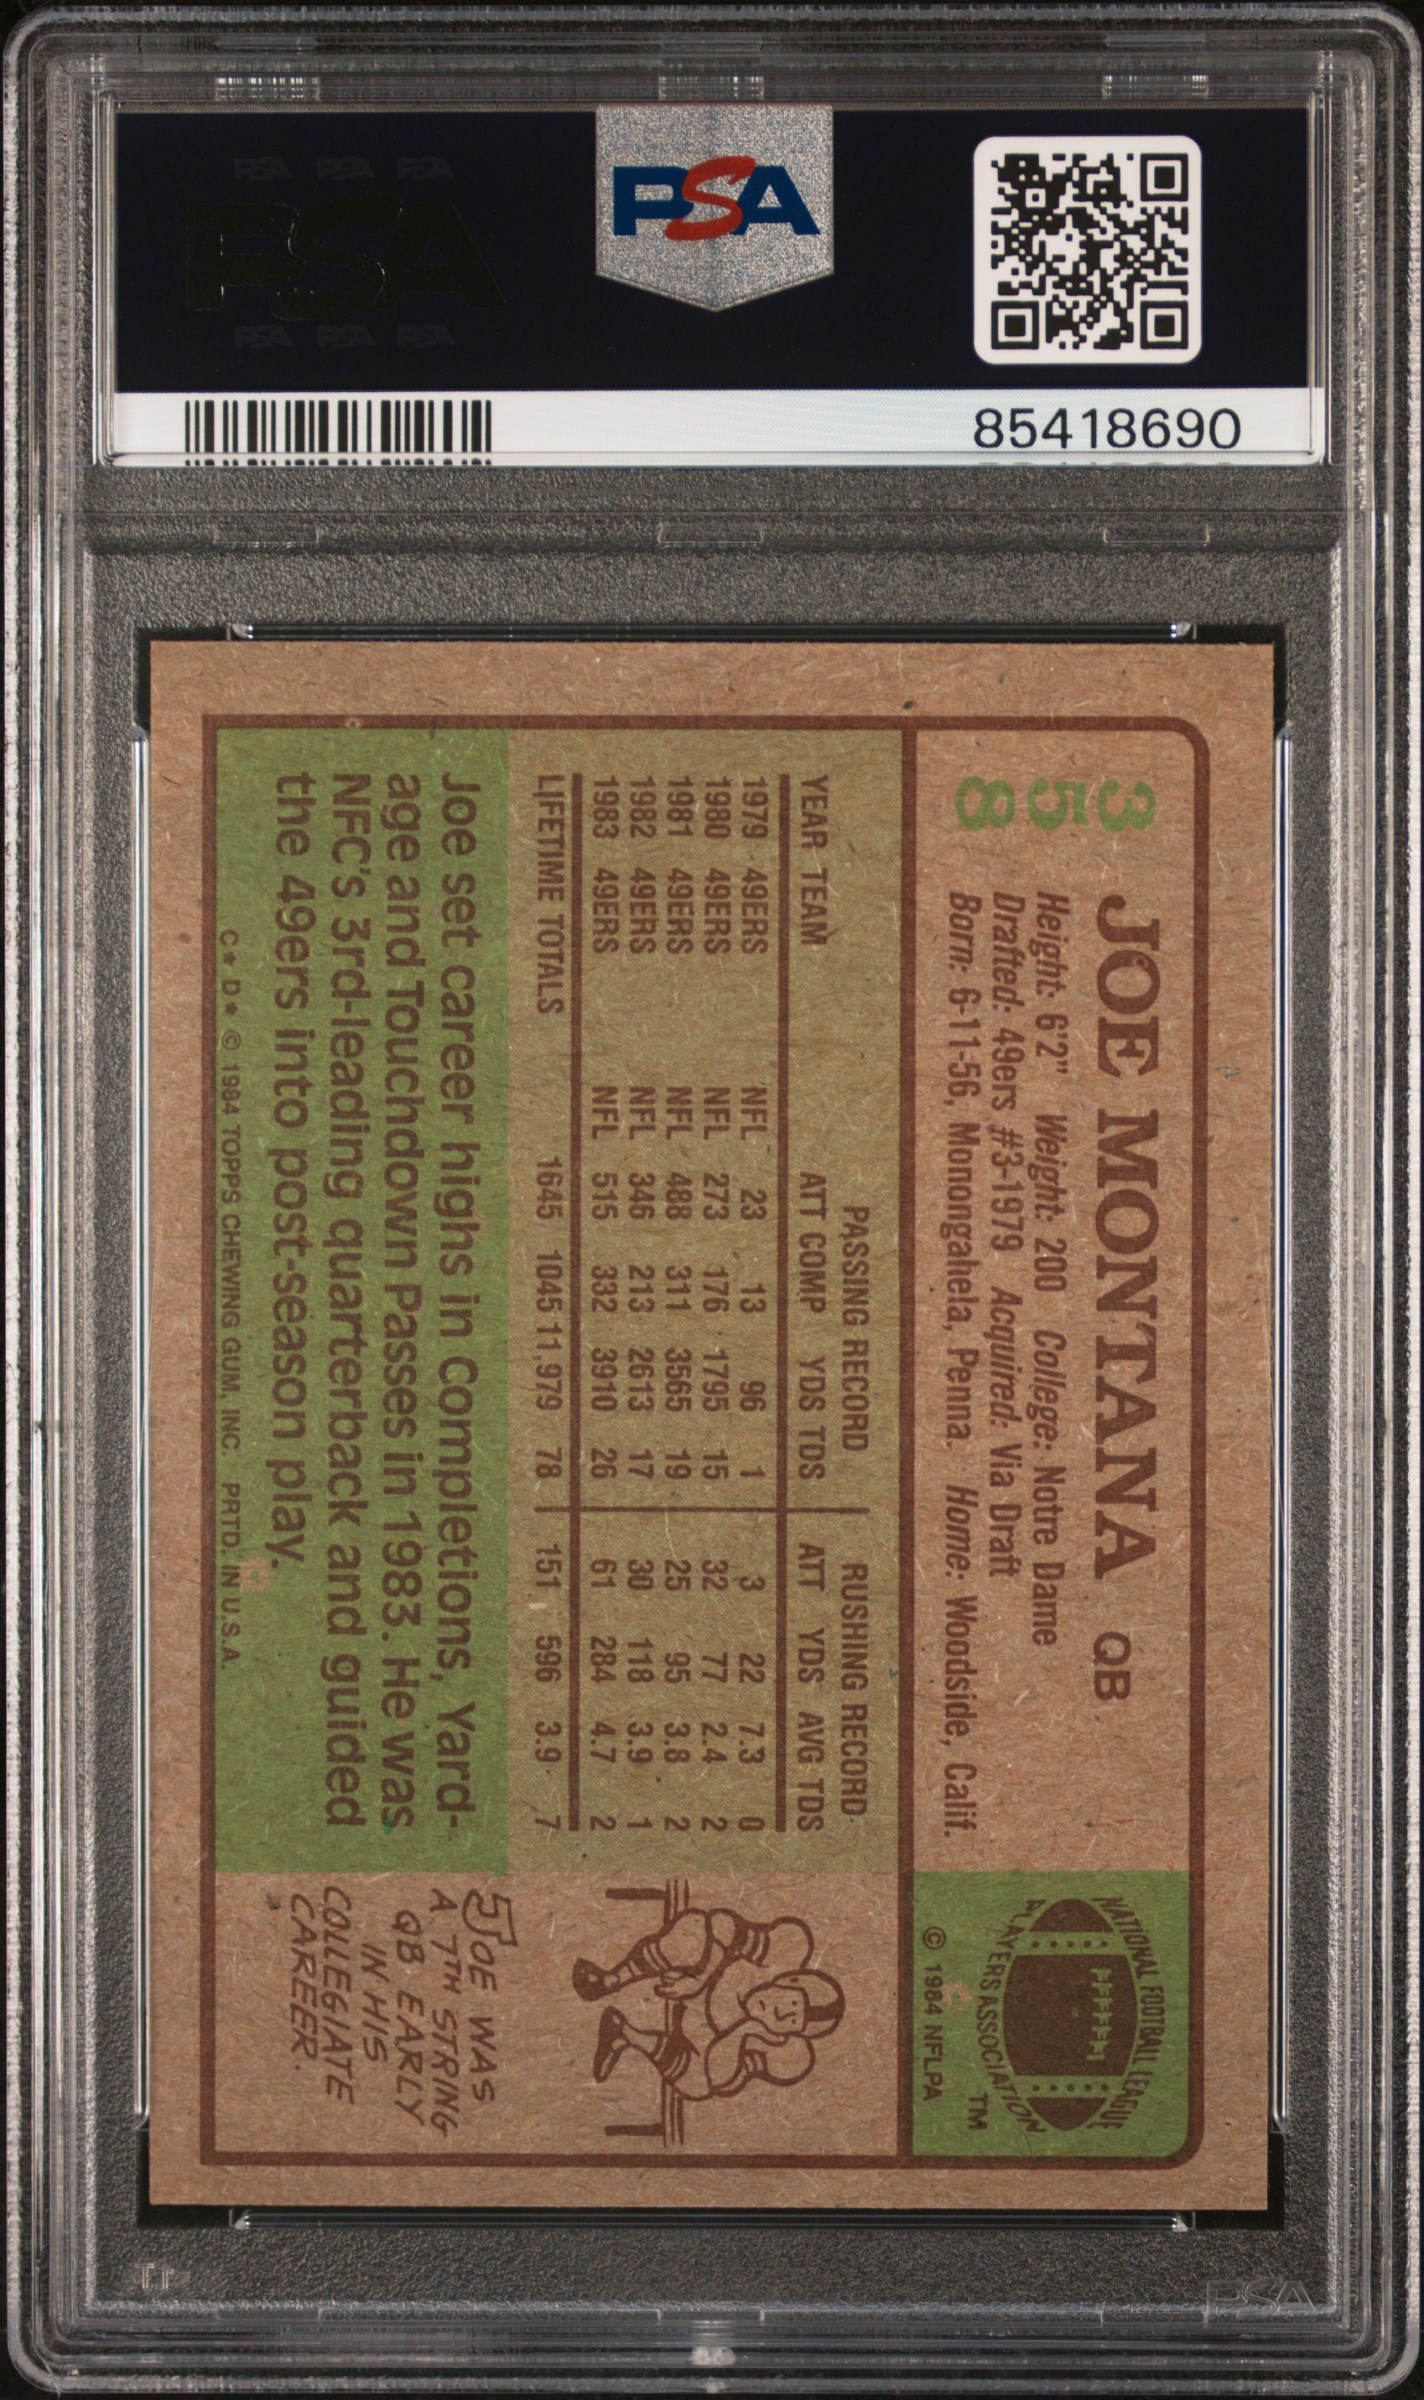 PSA PSA PSA
PSA
PSA PSA PSA
PSA
85418690
358
JOE MONTANA QB
Height: 6'2" Weight: 200 College: Notre Dame
Drafted: 49ers #3-1979 Acquired: Via Draft
Born: 6-11-56, Monongahela, Penna. Home: Woodside, Calif.
NATIONAL FOOTBALL LEAGUE
PLAYERS ASSOCIATION TM
© 1984 NFLPA
PASSING RECORD RUSHING RECORD
YEAR TEAM ATT COMP YDS TDS ATT YDS AVG TDS
1979 49ERS NFL 23 13 96 1 3 22 7.3 0
1980 49ERS NFL 273 176 1795 15 32 77 2.4 2
1981 49ERS NFL 488 311 3565 19 25 95 3.8 2
1982 49ERS NFL 346 213 2613 17 30 118 3.9 1
1983 49ERS NFL 515 332 3910 26 61 284 4.7 2
LIFETIME TOTALS 1645 1045 11,979 78 151 596 3.9 7
Joe set career highs in Completions, Yard-
age and Touchdown Passes in 1983. He was
NFC's 3rd-leading quarterback and guided
the 49ers into post-season play.
C* D* © 1984 TOPPS CHEWING GUM, INC. PRTD. IN U.S.A.
JOE WAS
A 7TH STRING
QB EARLY
IN HIS
COLLEGIATE
CAREER.
PSA